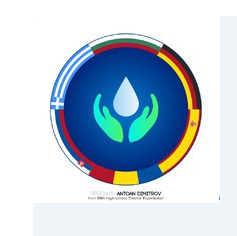 DESIGN BY ANTOAN DIMITROV
from 88th High school "Dimitar Popnikolov"